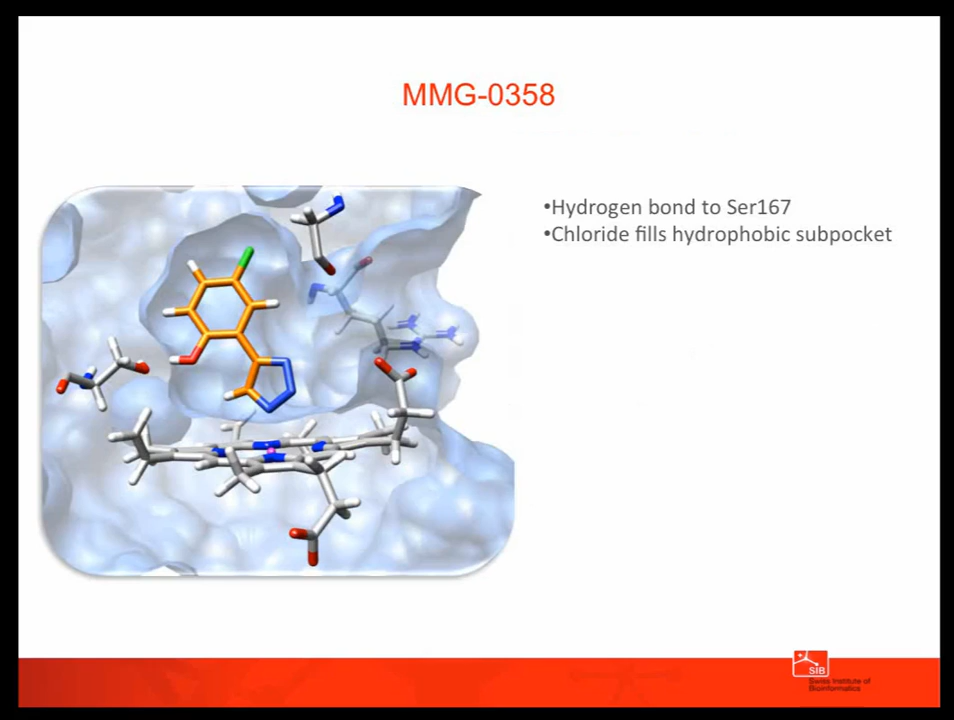 MMG-0358
•Hydrogen bond to Ser167
•Chloride fills hydrophobic subpocket
SIB
Swiss Institute of
Bioinformatics